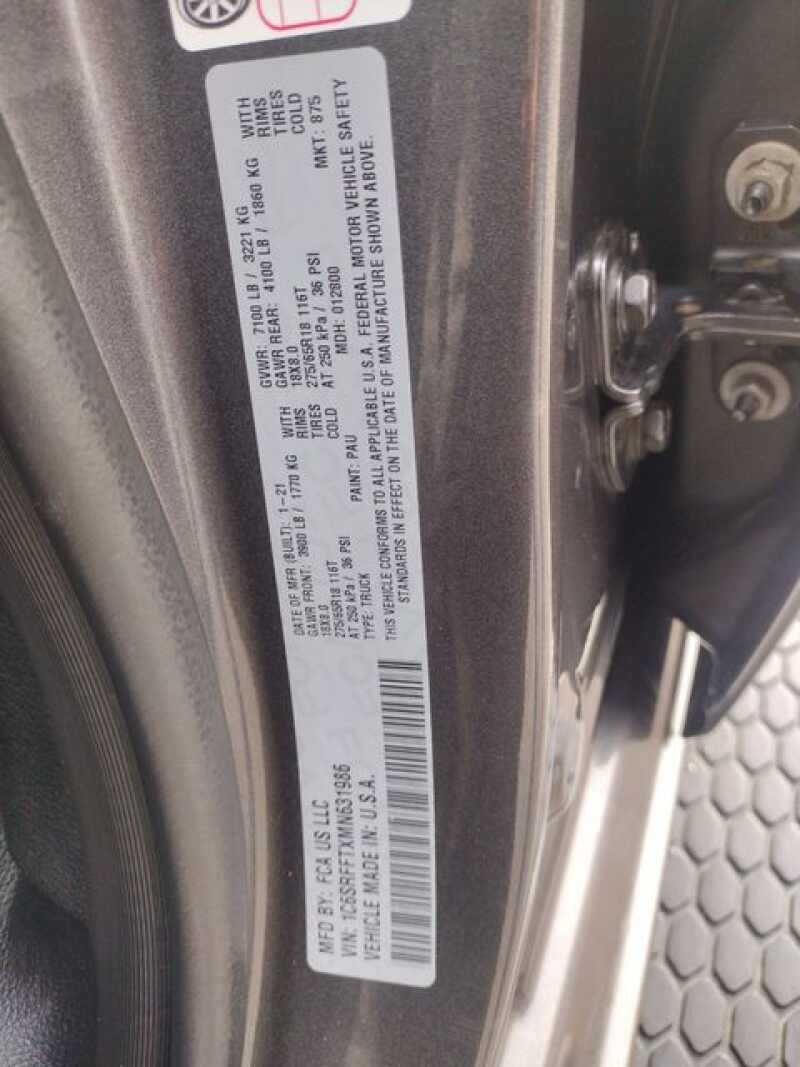 MFD BY: FCA US LLC
VIN: 1C6SRFFTXMN631986
VEHICLE MADE IN: U.S.A.
DATE OF MFR (BUILT): 1-21
GAWR FRONT: 3900 LB / 1770 KG WITH
18X8.0 RIMS
275/65R18 116T TIRES
AT 250 kPa / 36 PSI COLD
TYPE: TRUCK PAINT: PAU
GVWR: 7100 LB / 3221 KG
GAWR REAR: 4100 LB / 1860 KG WITH
18X8.0 RIMS
275/65R18 116T TIRES
AT 250 kPa / 36 PSI COLD
MDH: 012800 MKT: 875
THIS VEHICLE CONFORMS TO ALL APPLICABLE U.S.A. FEDERAL MOTOR VEHICLE SAFETY
STANDARDS IN EFFECT ON THE DATE OF MANUFACTURE SHOWN ABOVE.